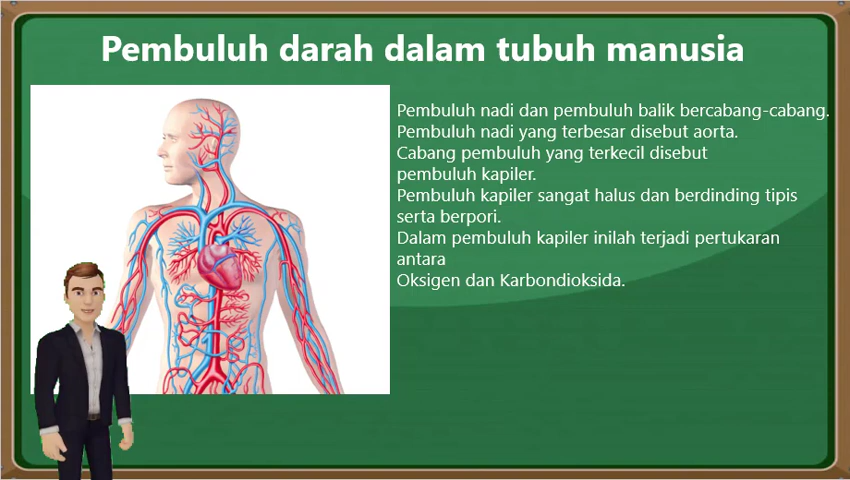 Pembuluh darah dalam tubuh manusia
Pembuluh nadi dan pembuluh balik bercabang-cabang.
Pembuluh nadi yang terbesar disebut aorta.
Cabang pembuluh yang terkecil disebut
pembuluh kapiler.
Pembuluh kapiler sangat halus dan berdinding tipis
serta berpori.
Dalam pembuluh kapiler inilah terjadi pertukaran
antara
Oksigen dan Karbondioksida.